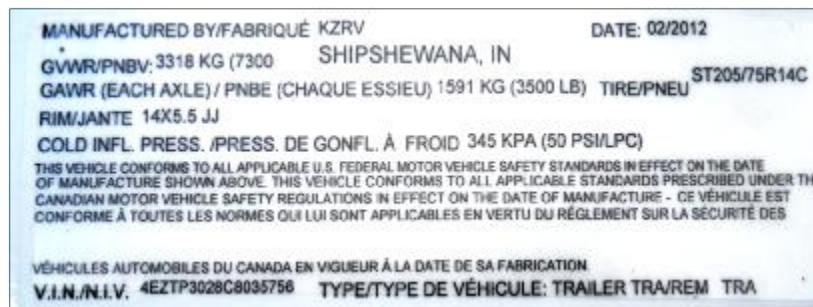 MANUFACTURED BY/FABRIQUÉ KZRV DATE: 02/2012
GVWR/PNBV: 3318 KG (7300 SHIPSHEWANA, IN
GAWR (EACH AXLE) / PNBE (CHAQUE ESSIEU) 1591 KG (3500 LB) TIRE/PNEU ST205/75R14C
RIM/JANTE 14X5.5 JJ
COLD INFL. PRESS. /PRESS. DE GONFL. À FROID 345 KPA (50 PSI/LPC)
THIS VEHICLE CONFORMS TO ALL APPLICABLE U.S. FEDERAL MOTOR VEHICLE SAFETY STANDARDS IN EFFECT ON THE DATE
OF MANUFACTURE SHOWN ABOVE. THIS VEHICLE CONFORMS TO ALL APPLICABLE STANDARDS PRESCRIBED UNDER TH
CANADIAN MOTOR VEHICLE SAFETY REGULATIONS IN EFFECT ON THE DATE OF MANUFACTURE - CE VÉHICULE EST
CONFORME À TOUTES LES NORMES QUI LUI SONT APPLICABLES EN VERTU DU RÉGLEMENT SUR LA SÉCURITÉ DES
VÉHICULES AUTOMOBILES DU CANADA EN VIGUEUR À LA DATE DE SA FABRICATION
V.I.N./N.I.V. 4EZTP3028C8035756 TYPE/TYPE DE VÉHICULE: TRAILER TRA/REM TRA